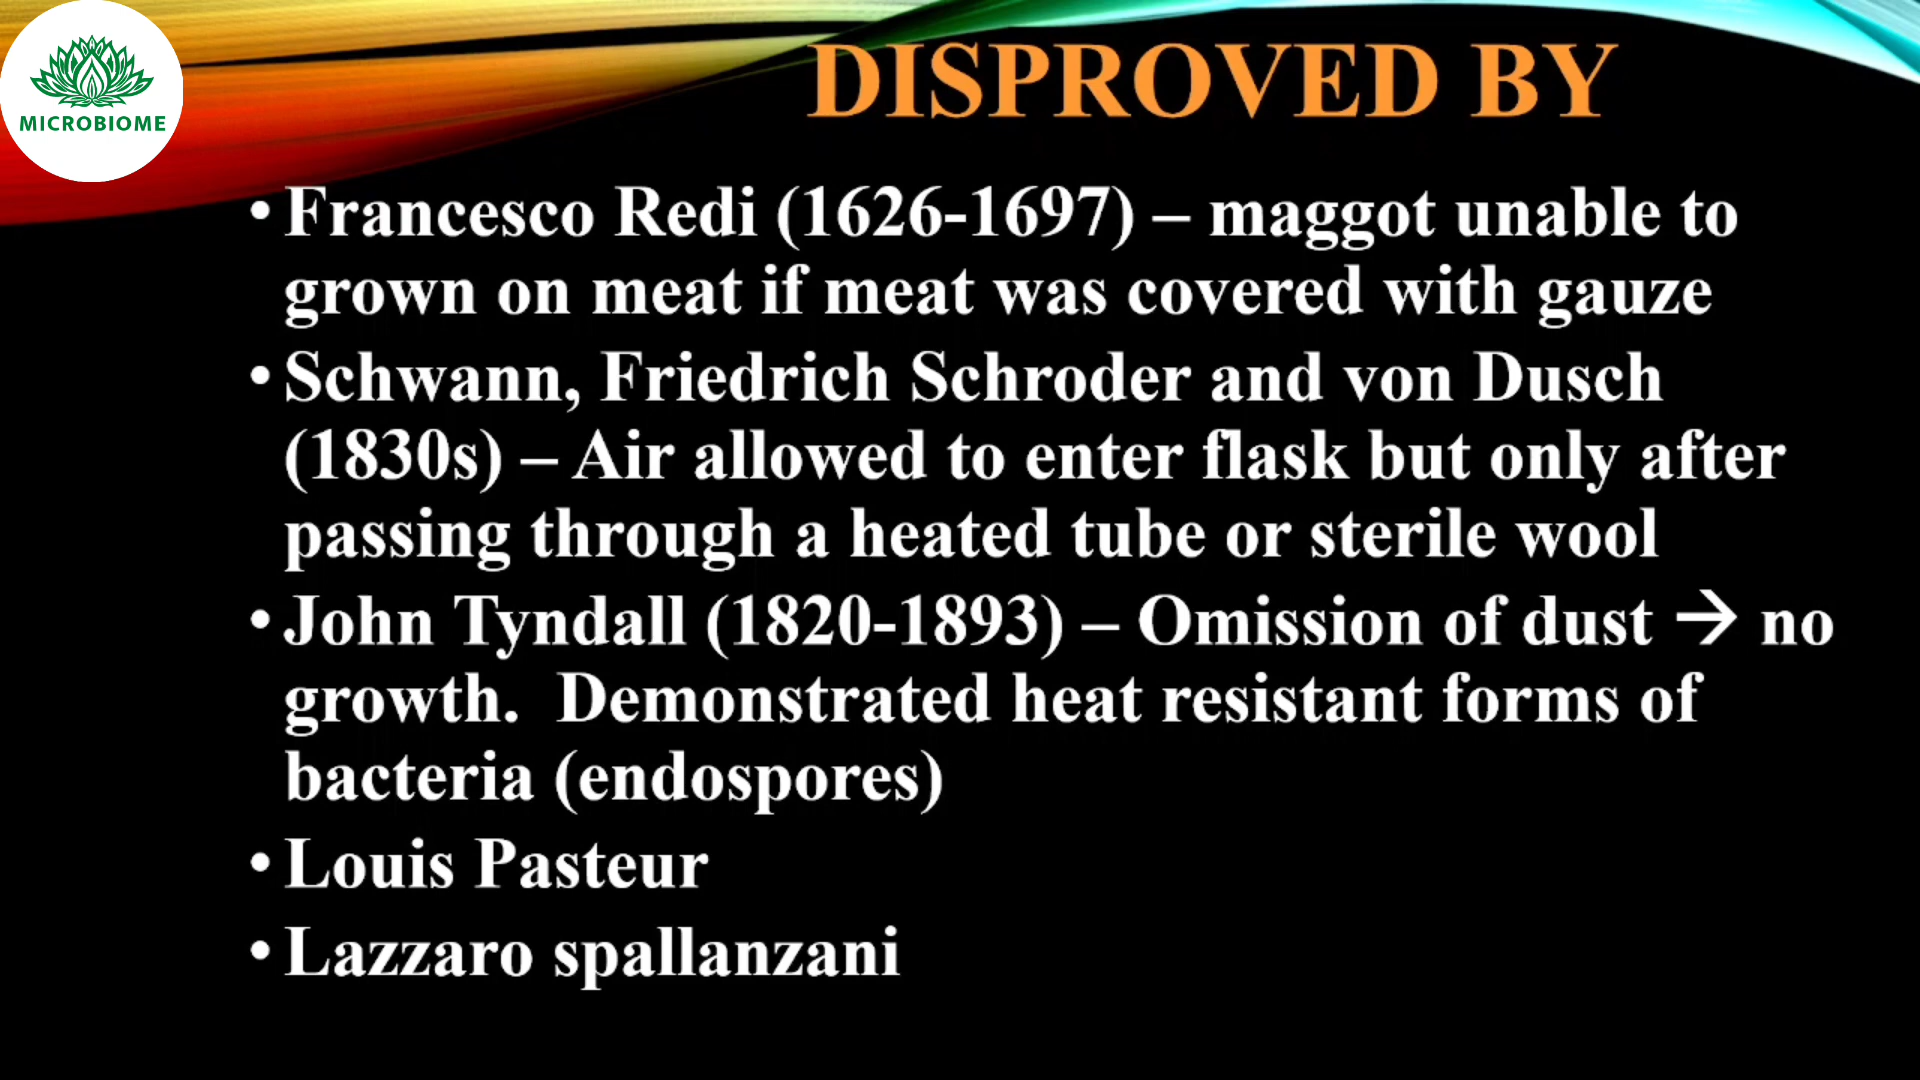 MICROBIOME
DISPROVED BY
• Francesco Redi (1626-1697) – maggot unable to
grown on meat if meat was covered with gauze
• Schwann, Friedrich Schroder and von Dusch
(1830s) – Air allowed to enter flask but only after
passing through a heated tube or sterile wool
• John Tyndall (1820-1893) – Omission of dust → no
growth.  Demonstrated heat resistant forms of
bacteria (endospores)
• Louis Pasteur
• Lazzaro spallanzani